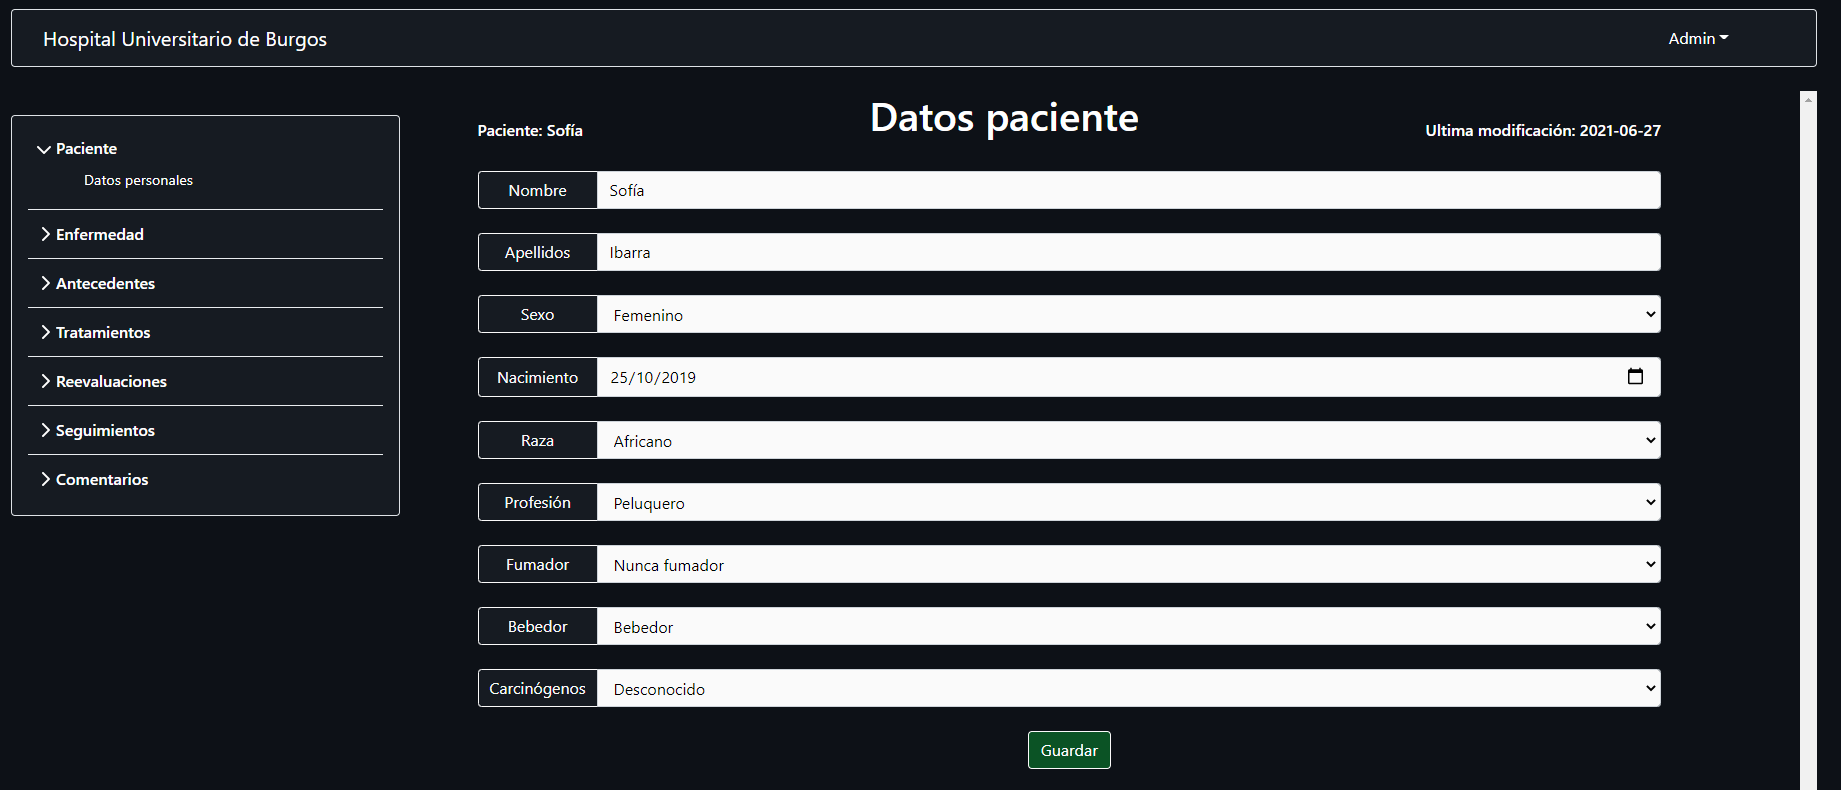 Hospital Universitario de Burgos
Admin
Paciente
Datos personales
Enfermedad
Antecedentes
Tratamientos
Reevaluaciones
Seguimientos
Comentarios
Paciente: Sofía
Datos paciente
Ultima modificación: 2021-06-27
Nombre Sofía
Apellidos Ibarra
Sexo Femenino
Nacimiento 25/10/2019
Raza Africano
Profesión Peluquero
Fumador Nunca fumador
Bebedor Bebedor
Carcinógenos Desconocido
Guardar